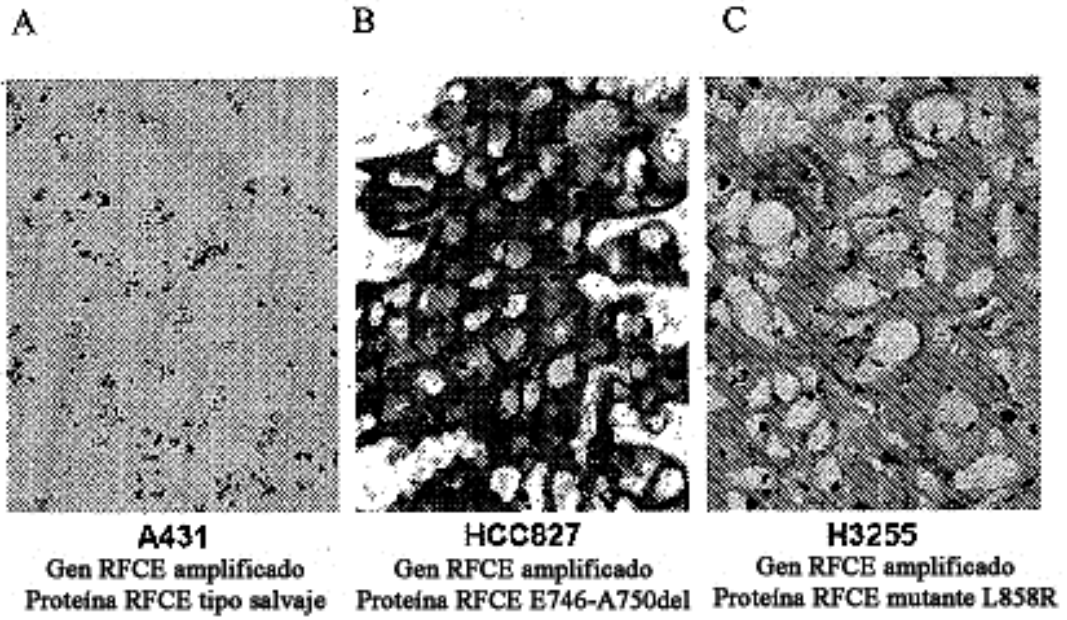 A
B
C
A431
Gen RFCE amplificado
Proteína RFCE tipo salvaje
HCC827
Gen RFCE amplificado
Proteína RFCE E746-A750del
H3255
Gen RFCE amplificado
Proteína RFCE mutante L858R